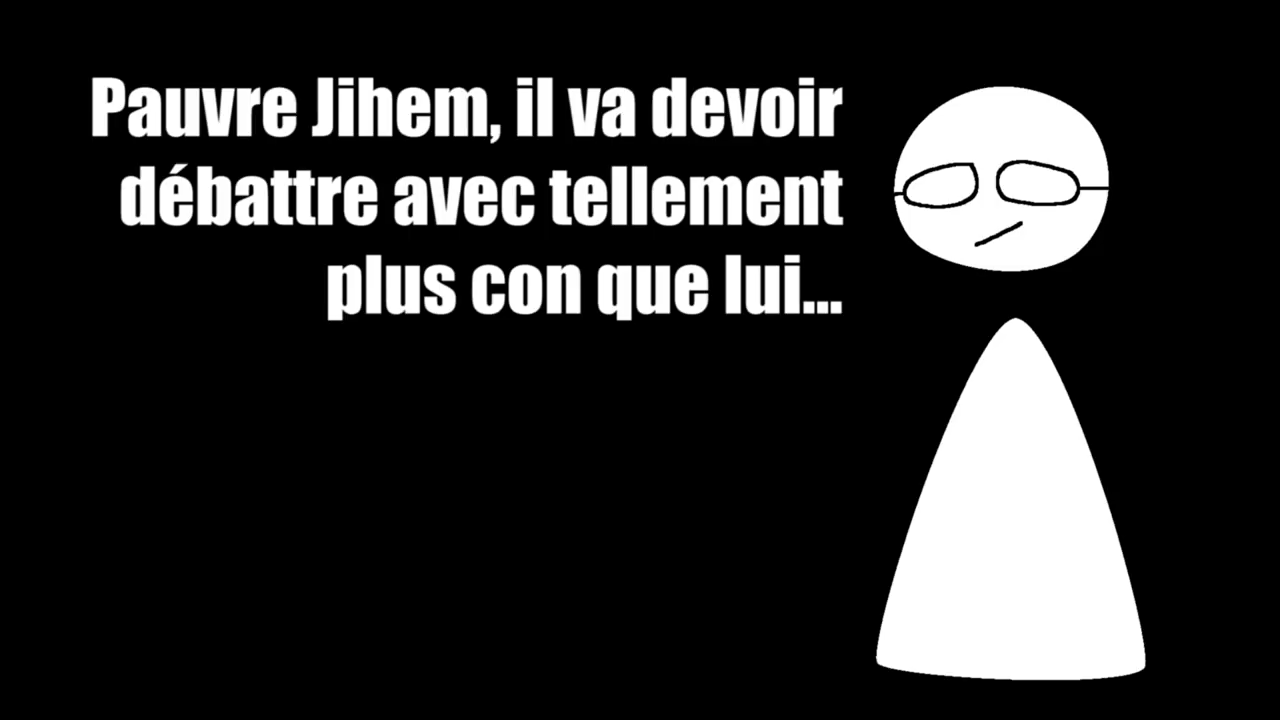 Pauvre Jihem, il va devoir
débattre avec tellement
plus con que lui...